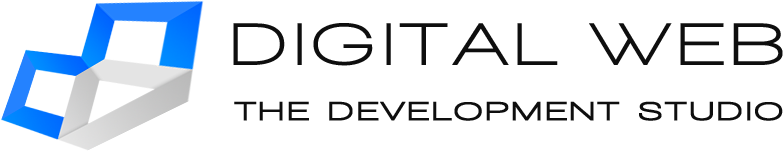 DIGITAL WEB
THE DEVELOPMENT STUDIO